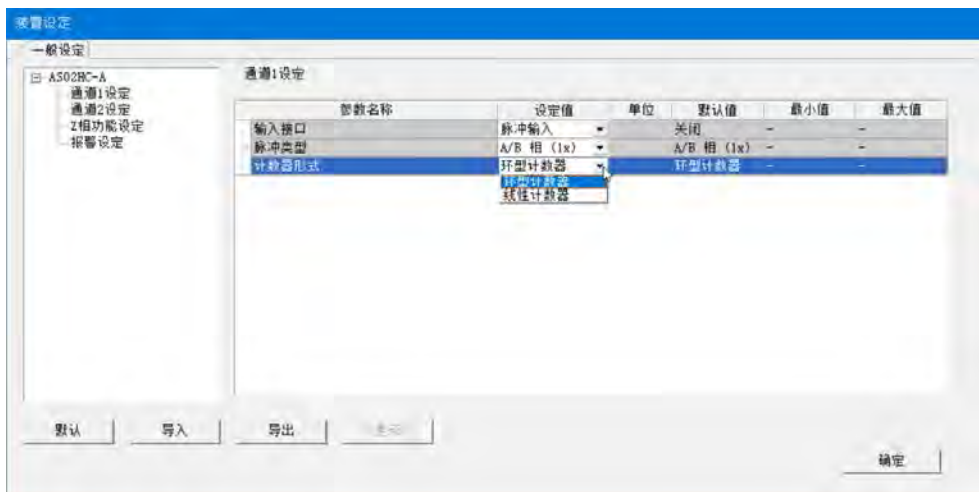 装置设定
一般设定
AS02HC-A
通道1设定
通道2设定
Z相功能设定
报警设定
通道1设定
参数名称 设定值 单位 默认值 最小值 最大值
输入接口 脉冲输入 关闭 - -
脉冲类型 A/B 相 (1x) A/B 相 (1x) - -
计数器形式 环型计数器 环型计数器 - -
环型计数器
线性计数器
默认 导入 导出
确定